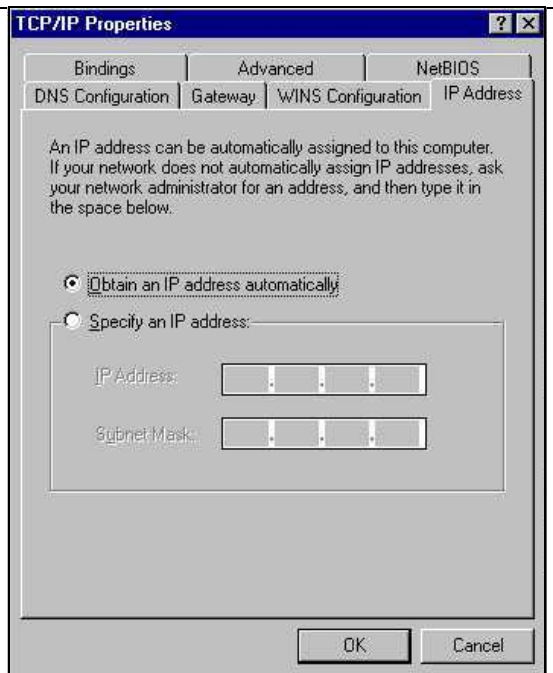 TCP/IP Properties
Bindings Advanced NetBIOS
DNS Configuration Gateway WINS Configuration IP Address
An IP address can be automatically assigned to this computer.
If your network does not automatically assign IP addresses, ask
your network administrator for an address, and then type it in
the space below.
Obtain an IP address automatically
Specify an IP address:
IP Address:
. . .
Subnet Mask:
. . .
OK Cancel